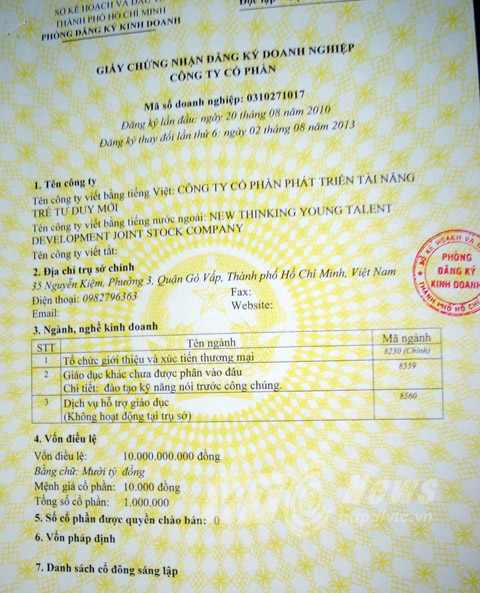 SỞ KẾ HOẠCH VÀ ĐẦU
THÀNH PHỐ HỒ CHÍ MINH
PHÒNG ĐĂNG KÝ KINH DOANH
Độc lập
GIẤY CHỨNG NHẬN ĐĂNG KÝ DOANH NGHIỆP
CÔNG TY CỔ PHẦN
Mã số doanh nghiệp: 0310271017
Đăng ký lần đầu: ngày 20 tháng 08 năm 2010
Đăng ký thay đổi lần thứ 6: ngày 02 tháng 08 năm 2013
1. Tên công ty
Tên công ty viết bằng tiếng Việt: CÔNG TY CỔ PHẦN PHÁT TRIỂN TÀI NĂNG
TRẺ TƯ DUY MỚI
Tên công ty viết bằng tiếng nước ngoài: NEW THINKING YOUNG TALENT
DEVELOPMENT JOINT STOCK COMPANY
Tên công ty viết tắt:
2. Địa chỉ trụ sở chính
35 Nguyễn Kiệm, Phường 3, Quận Gò Vấp, Thành phố Hồ Chí Minh, Việt Nam
Điện thoại: 0982796363 Fax:
Email: Website:
PHÒNG
ĐĂNG KÝ
KINH DOANH
3. Ngành, nghề kinh doanh
STT Tên ngành Mã ngành
1 Tổ chức giới thiệu và xúc tiến thương mại 8230 (Chính)
2 Giáo dục khác chưa được phân vào đâu 8559
Chi tiết: đào tạo kỹ năng nói trước công chúng.
3 Dịch vụ hỗ trợ giáo dục 8560
(Không hoạt động tại trụ sở)
4. Vốn điều lệ
Vốn điều lệ: 10.000.000.000 đồng
Bằng chữ: Mười tỷ đồng
Mệnh giá cổ phần: 10.000 đồng
Tổng số cổ phần: 1.000.000
5. Số cổ phần được quyền chào bán: 0
6. Vốn pháp định
7. Danh sách cổ đông sáng lập
News